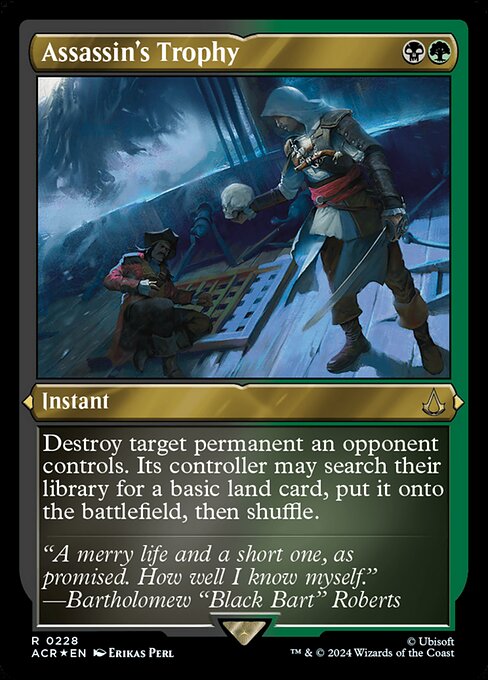 Assassin's Trophy
Instant
Destroy target permanent an opponent
controls. Its controller may search their
library for a basic land card, put it onto
the battlefield, then shuffle.
“A merry life and a short one, as
promised. How well I know myself.”
—Bartholomew “Black Bart” Roberts
R 0228
ACR★EN Erikas Perl
© Ubisoft
™ & © 2024 Wizards of the Coast